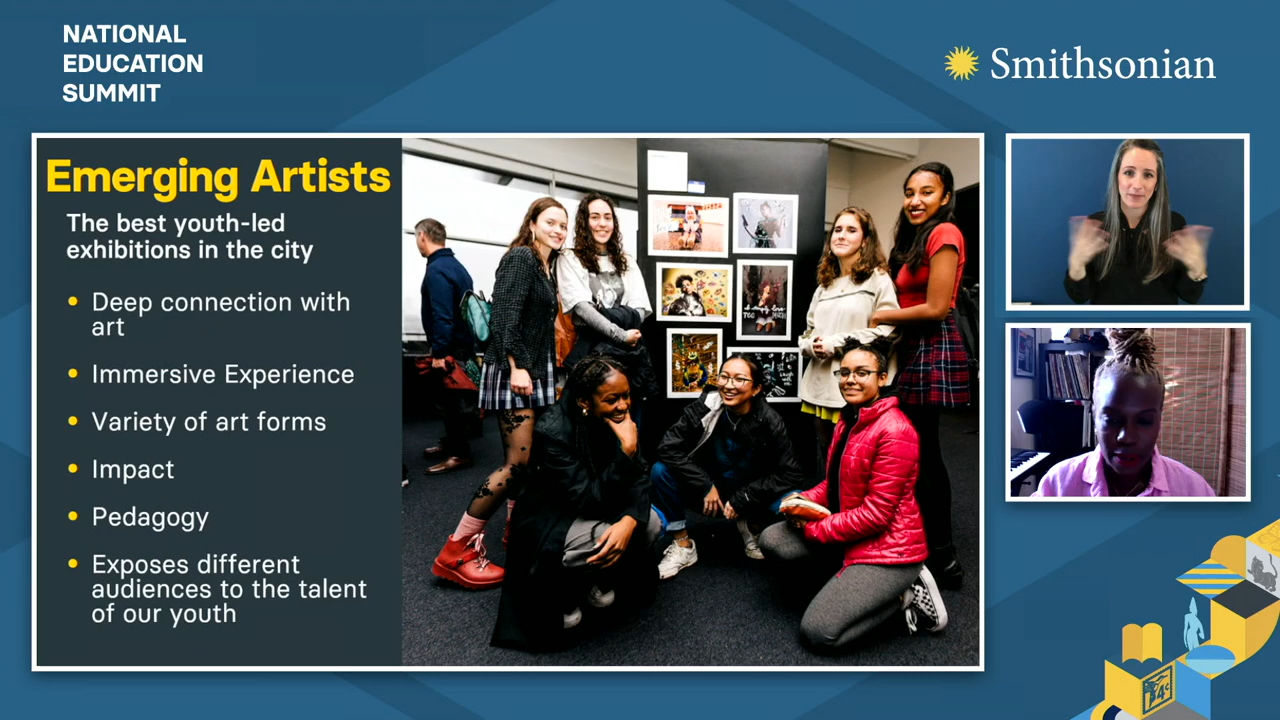 NATIONAL
EDUCATION
SUMMIT
Smithsonian
Emerging Artists
The best youth-led
exhibitions in the city
Deep connection with
art
Immersive Experience
Variety of art forms
Impact
Pedagogy
Exposes different
audiences to the talent
of our youth